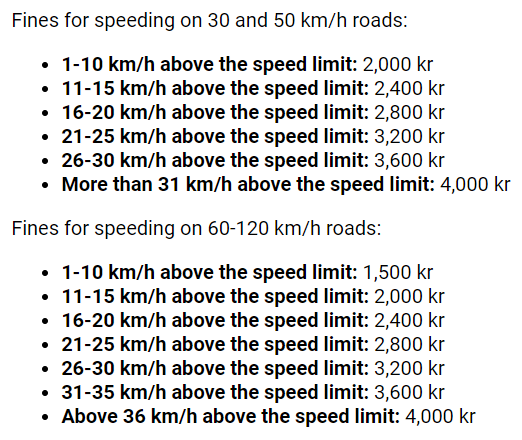 Fines for speeding on 30 and 50 km/h roads:
• 1-10 km/h above the speed limit: 2,000 kr
• 11-15 km/h above the speed limit: 2,400 kr
• 16-20 km/h above the speed limit: 2,800 kr
• 21-25 km/h above the speed limit: 3,200 kr
• 26-30 km/h above the speed limit: 3,600 kr
• More than 31 km/h above the speed limit: 4,000 kr
Fines for speeding on 60-120 km/h roads:
• 1-10 km/h above the speed limit: 1,500 kr
• 11-15 km/h above the speed limit: 2,000 kr
• 16-20 km/h above the speed limit: 2,400 kr
• 21-25 km/h above the speed limit: 2,800 kr
• 26-30 km/h above the speed limit: 3,200 kr
• 31-35 km/h above the speed limit: 3,600 kr
• Above 36 km/h above the speed limit: 4,000 kr